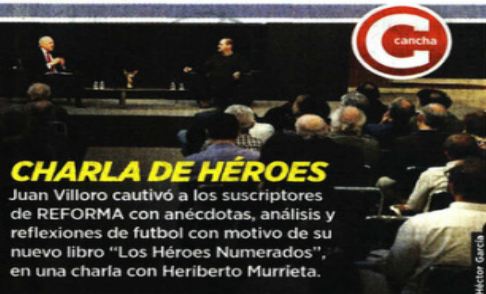 C
cancha
CHARLA DE HÉROES
Juan Villoro cautivó a los suscriptores
de REFORMA con anécdotas, análisis y
reflexiones de futbol con motivo de su
nuevo libro “Los Héroes Numerados”,
en una charla con Heriberto Murrieta.
Héctor García